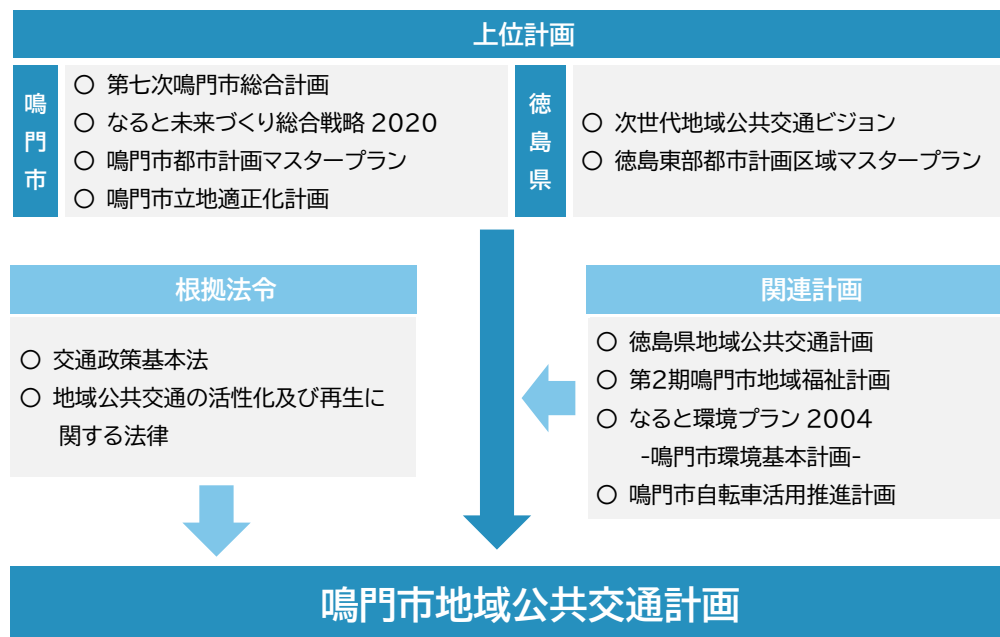 上位計画
鳴門市
○ 第七次鳴門市総合計画
○ なると未来づくり総合戦略 2020
○ 鳴門市都市計画マスタープラン
○ 鳴門市立地適正化計画
徳島県
○ 次世代地域公共交通ビジョン
○ 徳島東部都市計画区域マスタープラン
根拠法令
○ 交通政策基本法
○ 地域公共交通の活性化及び再生に
関する法律
関連計画
○ 徳島県地域公共交通計画
○ 第2期鳴門市地域福祉計画
○ なると環境プラン 2004
-鳴門市環境基本計画-
○ 鳴門市自転車活用推進計画
鳴門市地域公共交通計画